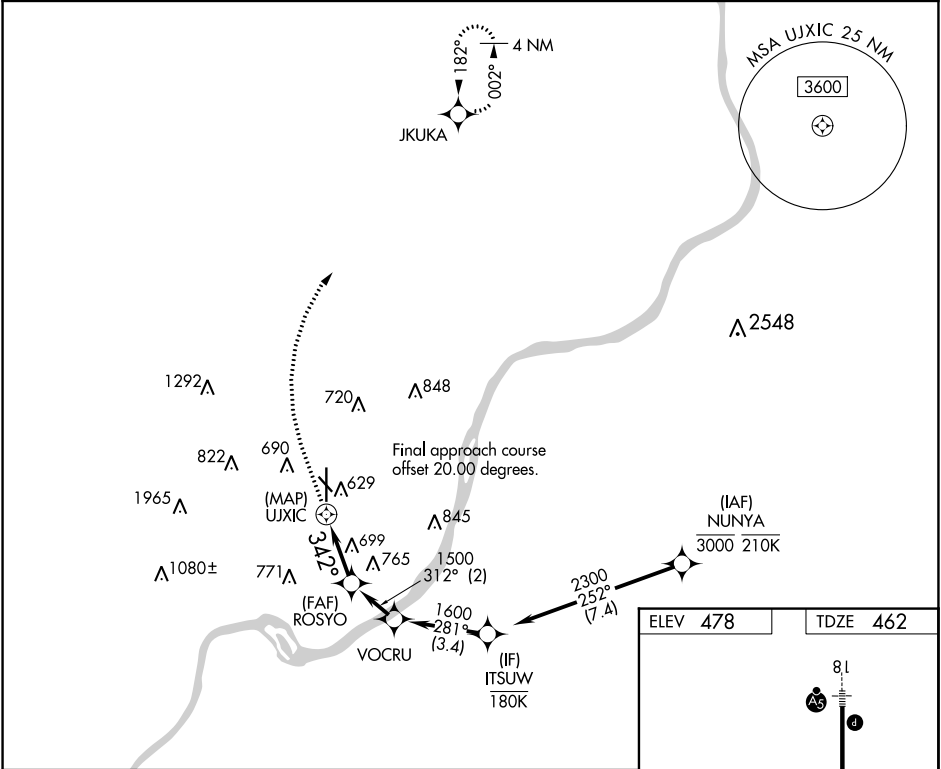 182°
002°
4 NM
JKUKA
MSA UJXIC 25 NM
3600
2548
1292
720
848
822
690
Final approach course
offset 20.00 degrees.
629
1965
(MAP)
UJXIC
845
(IAF)
NUNYA
3000 210K
342°
699
765
1080±
771
1500
312° (2)
(FAF)
ROSYO
2300
252°
(7.4)
1600
281°
(3.4)
VOCRU
(IF)
ITSUW
180K
ELEV 478
TDZE 462
18
A5
P